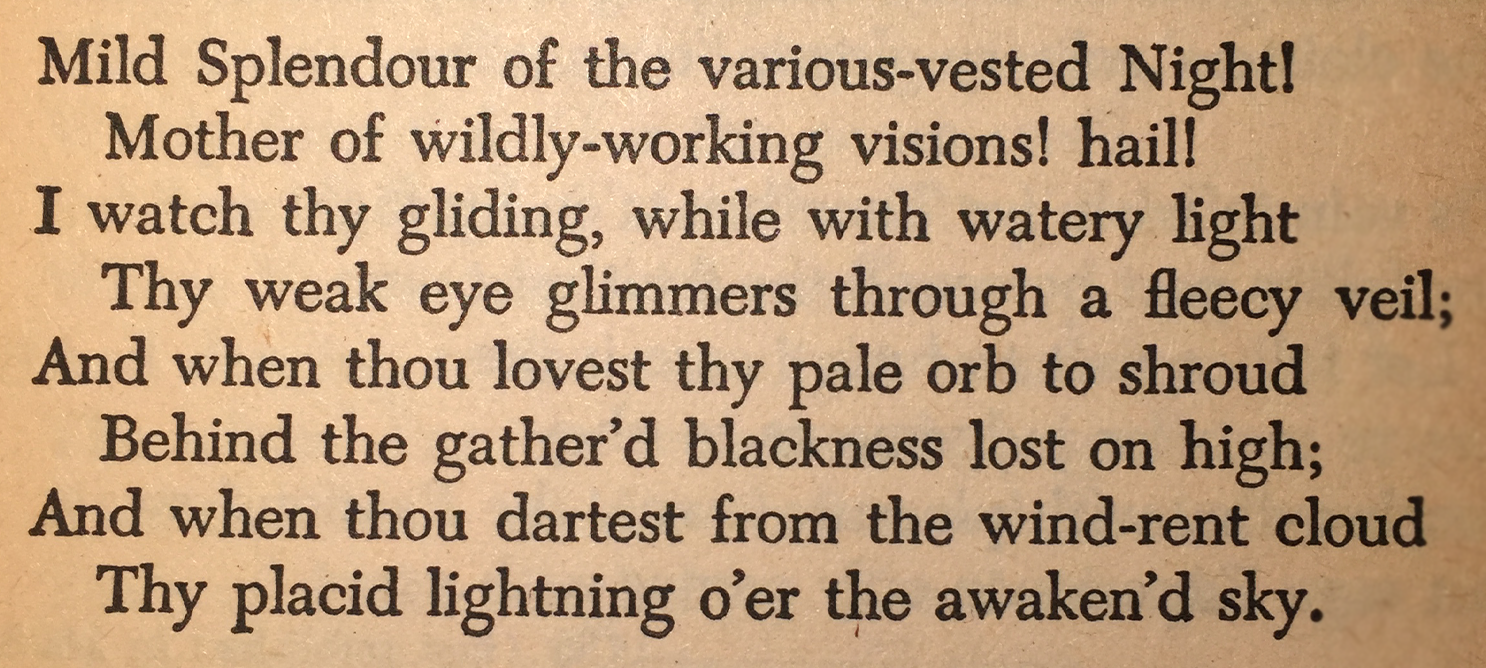 Mild Splendour of the various-vested Night!
Mother of wildly-working visions! hail!
I watch thy gliding, while with watery light
Thy weak eye glimmers through a fleecy veil;
And when thou lovest thy pale orb to shroud
Behind the gather’d blackness lost on high;
And when thou dartest from the wind-rent cloud
Thy placid lightning o’er the awaken’d sky.